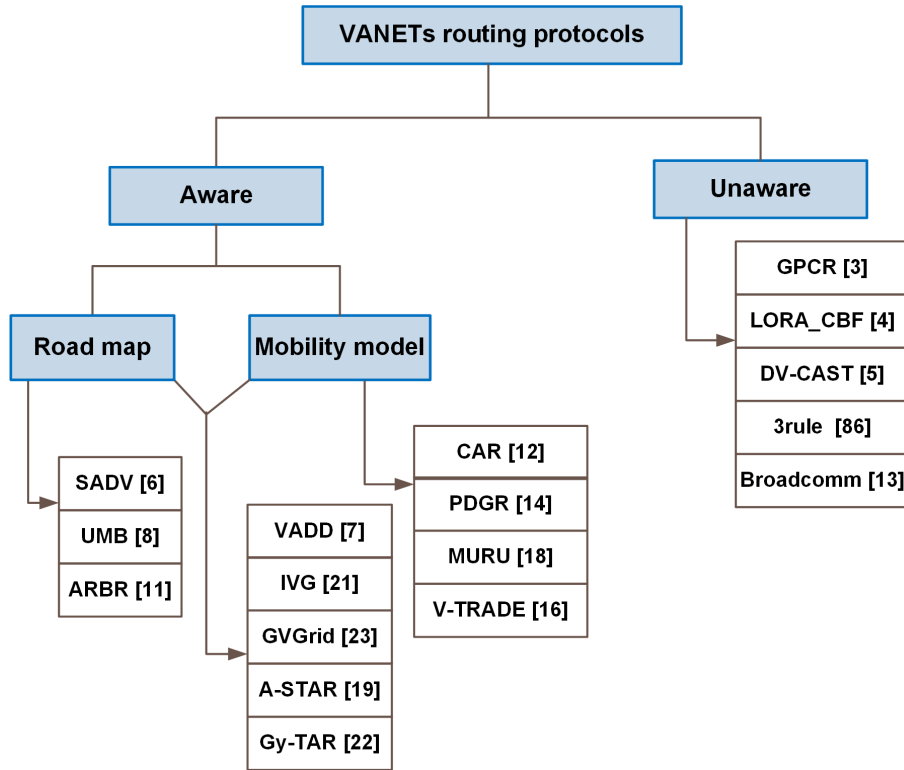 VANETs routing protocols
Aware
Unaware
Road map
Mobility model
GPCR [3]
LORA_CBF [4]
DV-CAST [5]
3rule [86]
Broadcomm [13]
SADV [6]
UMB [8]
ARBR [11]
VADD [7]
IVG [21]
GVGrid [23]
A-STAR [19]
Gy-TAR [22]
CAR [12]
PDGR [14]
MURU [18]
V-TRADE [16]